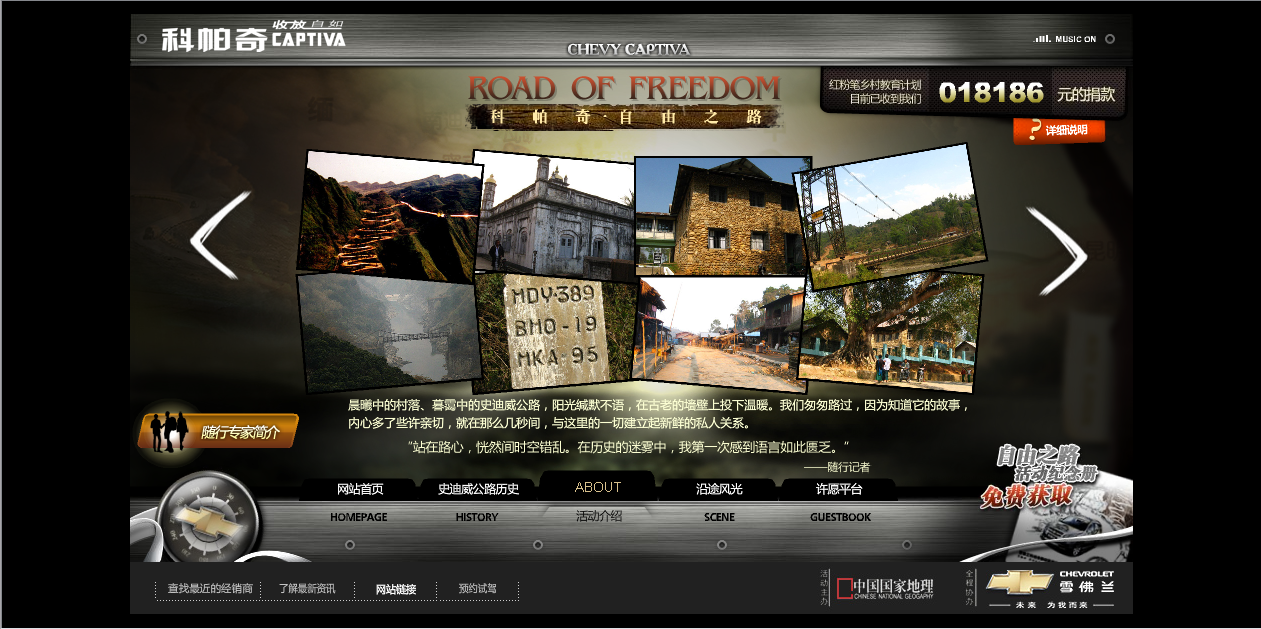 科帕奇 收放自如
CAPTIVA
CHEVY CAPTIVA
MUSIC ON
ROAD OF FREEDOM
科帕奇·自由之路
红粉笔乡村教育计划
目前已收到我们
018186 元的捐款
? 详细说明
MDY-389
BMO-19
MKA-95
晨曦中的村落、暮霭中的史迪威公路，阳光缄默不语，在古老的墙壁上投下温暖。我们匆匆路过，因为知道它的故事，
内心多了些许亲切，就在那么几秒间，与这里的一切建立起新鲜的私人关系。
“站在路心，恍然间时空错乱。在历史的迷雾中，我第一次感到语言如此匮乏。”
——随行记者
随行专家简介
自由之路
活动纪念册
免费获取
网站首页 史迪威公路历史 ABOUT 沿途风光 许愿平台
HOMEPAGE HISTORY 活动介绍 SCENE GUESTBOOK
查找最近的经销商 了解最新资讯 网站链接 预约试驾
活动主办
中国国家地理
CHINESE NATIONAL GEOGAPHY
全程协办
CHEVROLET
雪佛兰
未来 为我而来